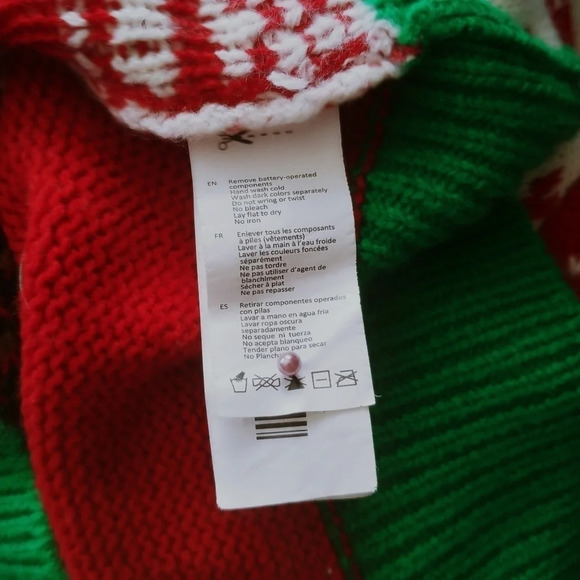 EN Remove battery-operated
components
Hand wash cold
Wash dark colors separately
Do not wring or twist
No bleach
Lay flat to dry
No iron
FR Enlever tous les composants
à piles (vêtements)
Laver à la main à l'eau froide
Laver les couleurs foncées
séparément
Ne pas tordre
Ne pas utiliser d'agent de
blanchiment
Sécher à plat
Ne pas repasser
ES Retirar componentes operados
con pilas
Lavar a mano en agua fria
Lavar ropa oscura
separadamente
No seque ni tuerza
No acepta blanqueo
Tender plano para secar
No Planch